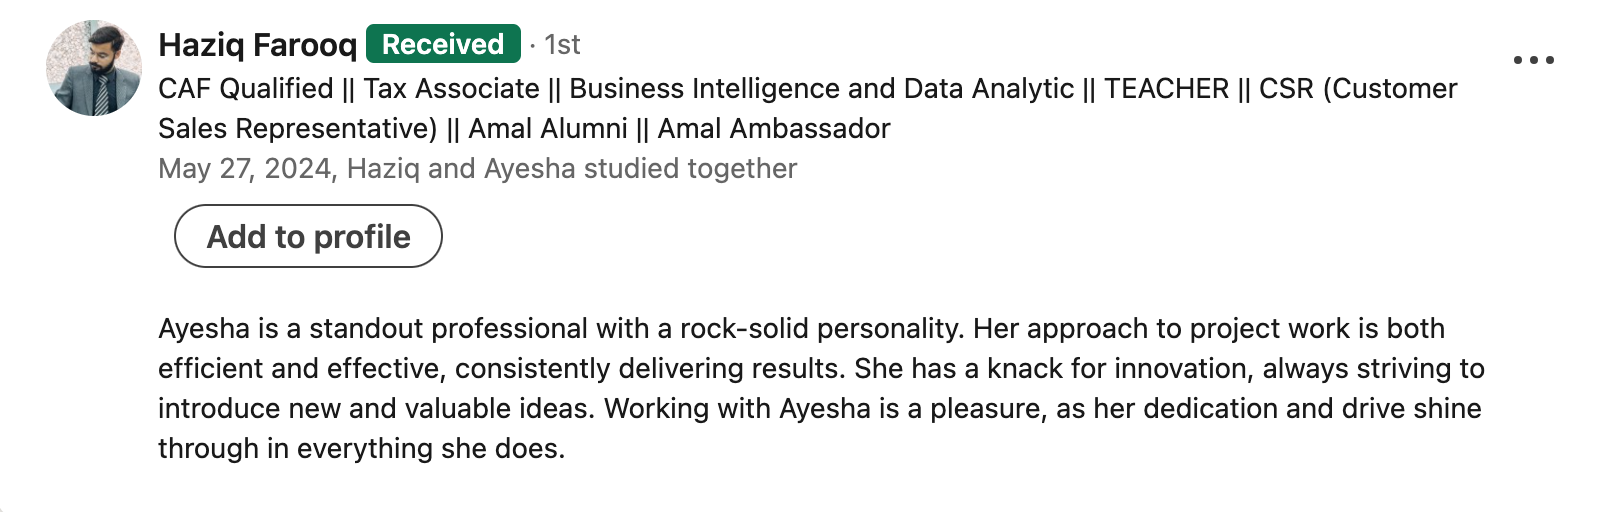 Haziq Farooq Received · 1st
CAF Qualified || Tax Associate || Business Intelligence and Data Analytic || TEACHER || CSR (Customer
Sales Representative) || Amal Alumni || Amal Ambassador
May 27, 2024, Haziq and Ayesha studied together
Add to profile
Ayesha is a standout professional with a rock-solid personality. Her approach to project work is both
efficient and effective, consistently delivering results. She has a knack for innovation, always striving to
introduce new and valuable ideas. Working with Ayesha is a pleasure, as her dedication and drive shine
through in everything she does.